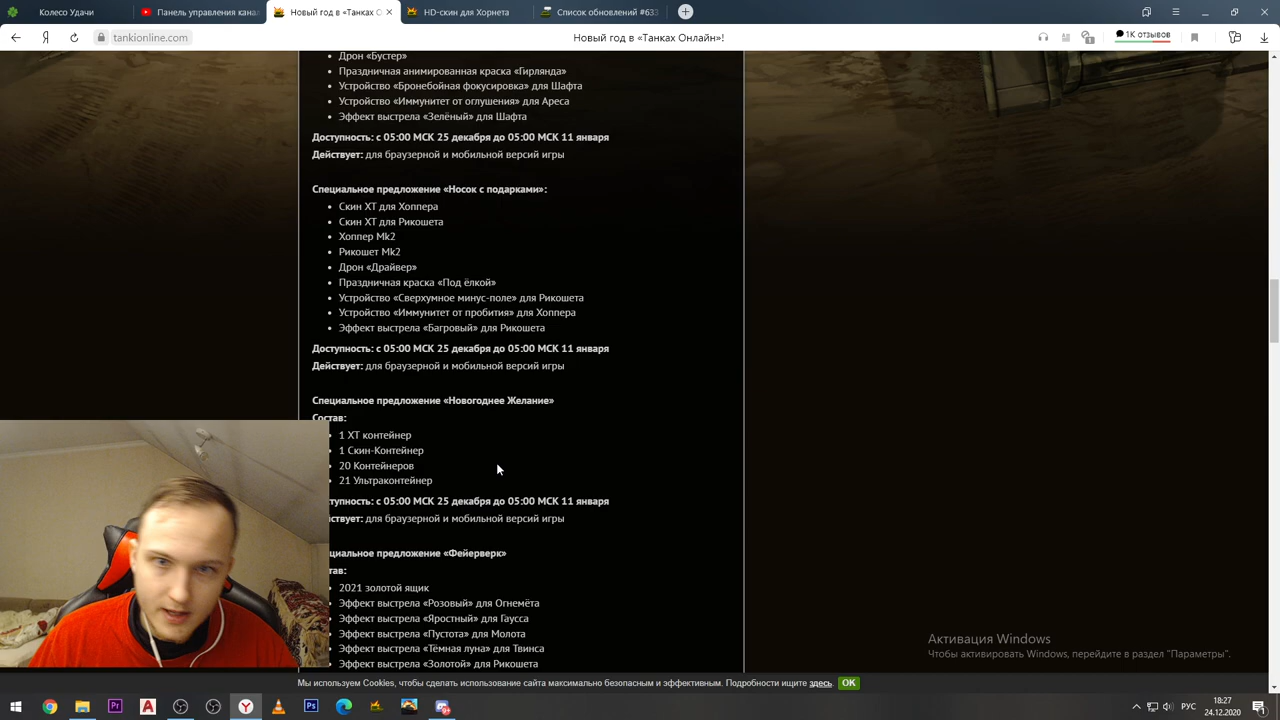 Колесо Удачи
Панель управления кана
Новый год в «Танках О
HD-скин для Хорнета
Список обновлений #633
tankionline.com
Новый год в «Танках Онлайн»!
1К отзывов
Дрон «Бустер»
Праздничная анимированная краска «Гирлянда»
Устройство «Бронебойная фокусировка» для Шафта
Устройство «Иммунитет от оглушения» для Ареса
Эффект выстрела «Зелёный» для Шафта
Доступность: с 05:00 МСК 25 декабря до 05:00 МСК 11 января
Действует: для браузерной и мобильной версий игры
Специальное предложение «Носок с подарками»:
Скин XT для Хоппера
Скин XT для Рикошета
Хоппер Mk2
Рикошет Mk2
Дрон «Драйвер»
Праздничная краска «Под ёлкой»
Устройство «Сверхумное минус-поле» для Рикошета
Устройство «Иммунитет от пробития» для Хоппера
Эффект выстрела «Багровый» для Рикошета
Доступность: с 05:00 МСК 25 декабря до 05:00 МСК 11 января
Действует: для браузерной и мобильной версий игры
Специальное предложение «Новогоднее Желание»
Состав:
1 XT контейнер
1 Скин-Контейнер
20 Контейнеров
21 Ультраконтейнер
тупность: с 05:00 МСК 25 декабря до 05:00 МСК 11 января
ствует: для браузерной и мобильной версий игры
циальное предложение «Фейерверк»
тав:
2021 золотой ящик
Эффект выстрела «Розовый» для Огнемёта
Эффект выстрела «Яростный» для Гаусса
Эффект выстрела «Пустота» для Молота
Эффект выстрела «Тёмная луна» для Твинса
Эффект выстрела «Золотой» для Рикошета
Активация Windows
Чтобы активировать Windows, перейдите в раздел "Параметры".
Мы используем Cookies, чтобы сделать использование сайта максимально безопасным и эффективным. Подробности ищите здесь OK
РУС
18:27
24.12.2020